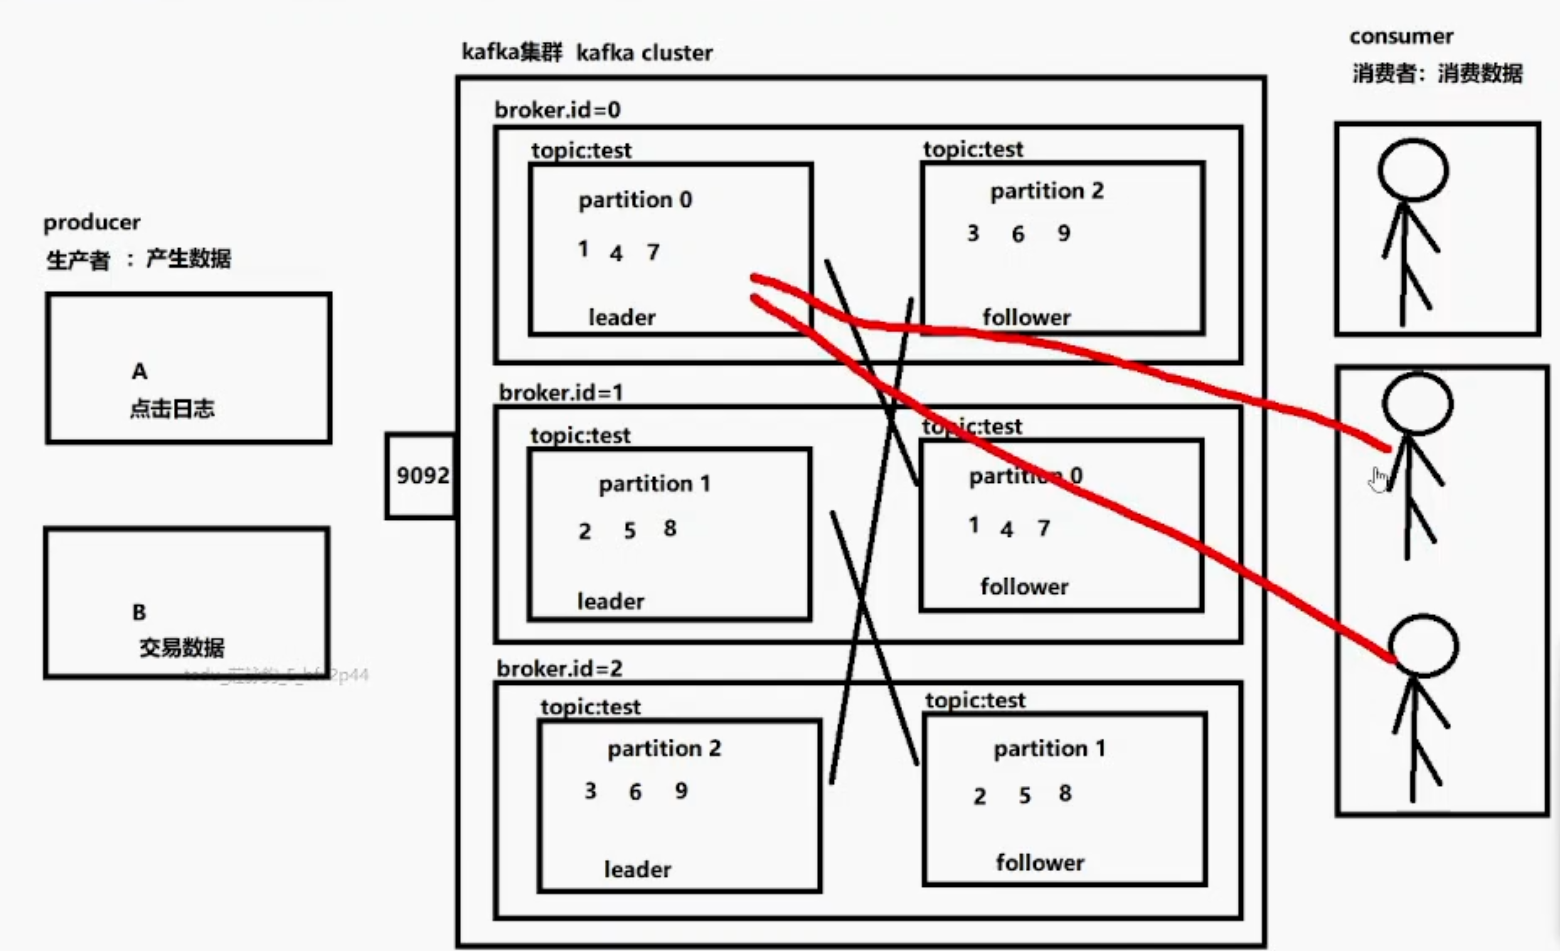 kafka集群 kafka cluster
consumer
消费者：消费数据
producer
生产者 ：产生数据
A
点击日志
B
交易数据
9092
broker.id=0
topic:test
partition 0
1 4 7
leader
topic:test
partition 2
3 6 9
follower
broker.id=1
topic:test
partition 1
2 5 8
leader
topic:test
partition 0
1 4 7
follower
broker.id=2
topic:test
partition 2
3 6 9
leader
topic:test
partition 1
2 5 8
follower